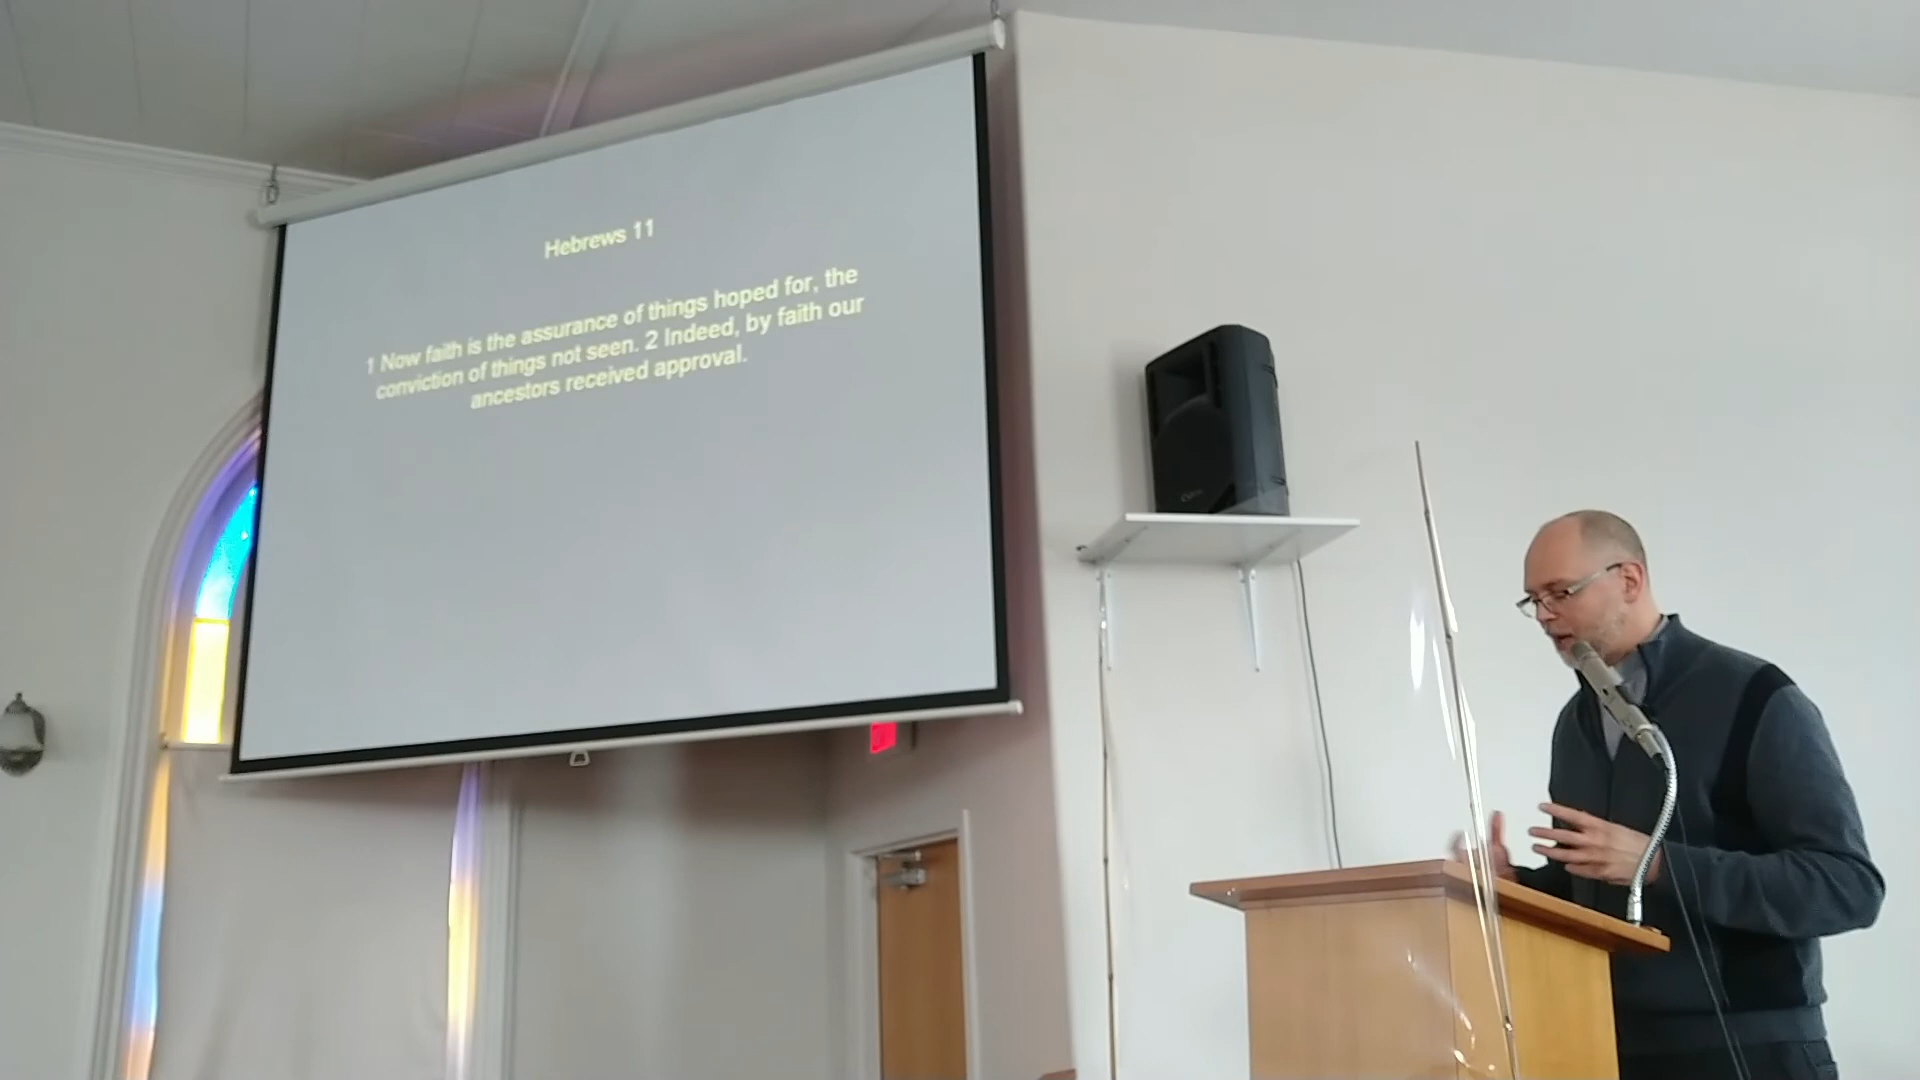 Hebrews 11
1 Now faith is the assurance of things hoped for, the
conviction of things not seen. 2 Indeed, by faith our
ancestors received approval.